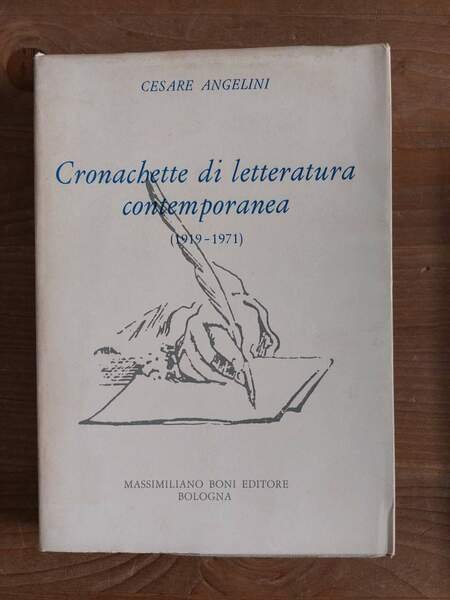 CESARE ANGELINI
Cronachette di letteratura
contemporanea
(1919-1971)
MASSIMILIANO BONI EDITORE
BOLOGNA